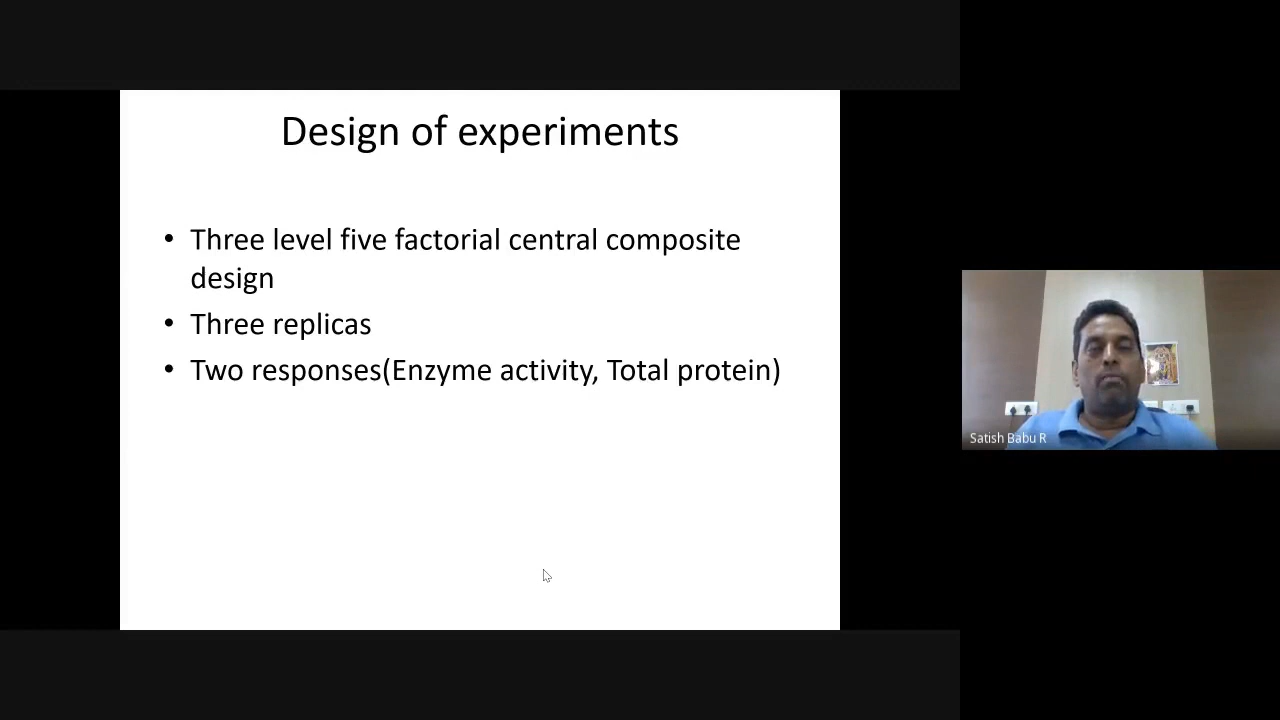 Design of experiments
• Three level five factorial central composite
design
• Three replicas
• Two responses(Enzyme activity, Total protein)
Satish Babu R